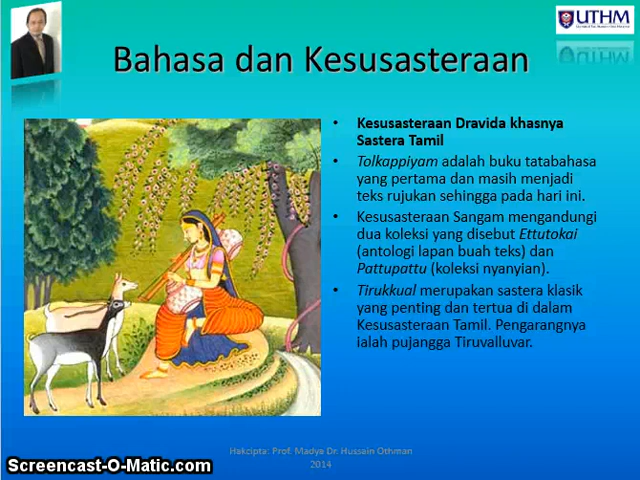 UTHM
Bahasa dan Kesusasteraan
• Kesusasteraan Dravida khasnya
Sastera Tamil
• Tolkappiyam adalah buku tatabahasa
yang pertama dan masih menjadi
teks rujukan sehingga pada hari ini.
• Kesusasteraan Sangam mengandungi
dua koleksi yang disebut Ettutokai
(antologi lapan buah teks) dan
Pattupattu (koleksi nyanyian).
• Tirukkual merupakan sastera klasik
yang penting dan tertua di dalam
Kesusasteraan Tamil. Pengarangnya
ialah pujangga Tiruvalluvar.
Hakcipta: Prof. Madya Dr. Hussain Othman
2014
Screencast-O-Matic.com